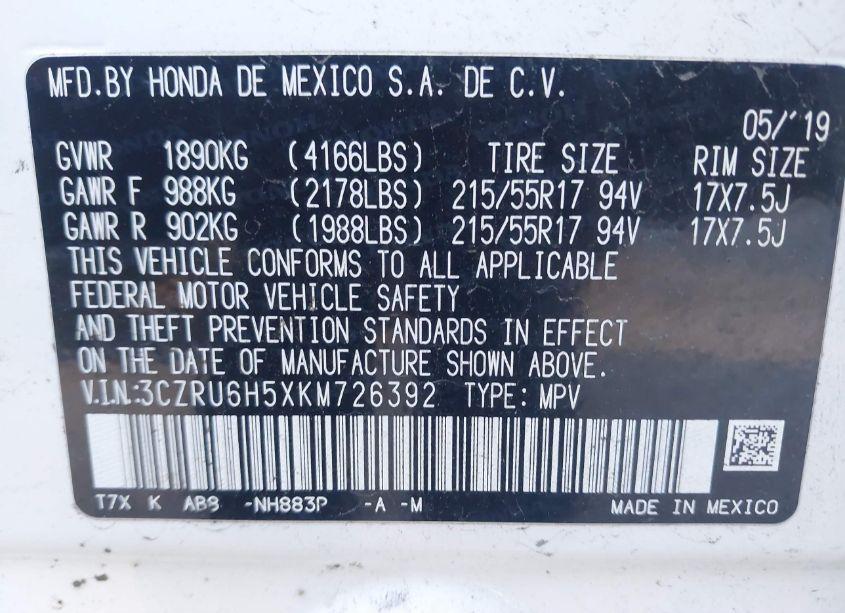 MFD.BY HONDA DE MEXICO S.A. DE C.V.
05/'19
GVWR 1890KG (4166LBS) TIRE SIZE RIM SIZE
GAWR F 988KG (2178LBS) 215/55R17 94V 17X7.5J
GAWR R 902KG (1988LBS) 215/55R17 94V 17X7.5J
THIS VEHICLE CONFORMS TO ALL APPLICABLE
FEDERAL MOTOR VEHICLE SAFETY
AND THEFT PREVENTION STANDARDS IN EFFECT
ON THE DATE OF MANUFACTURE SHOWN ABOVE.
V.I.N:3CZRU6H5XKM726392 TYPE: MPV
T7X K AB8 -NH883P -A -M MADE IN MEXICO